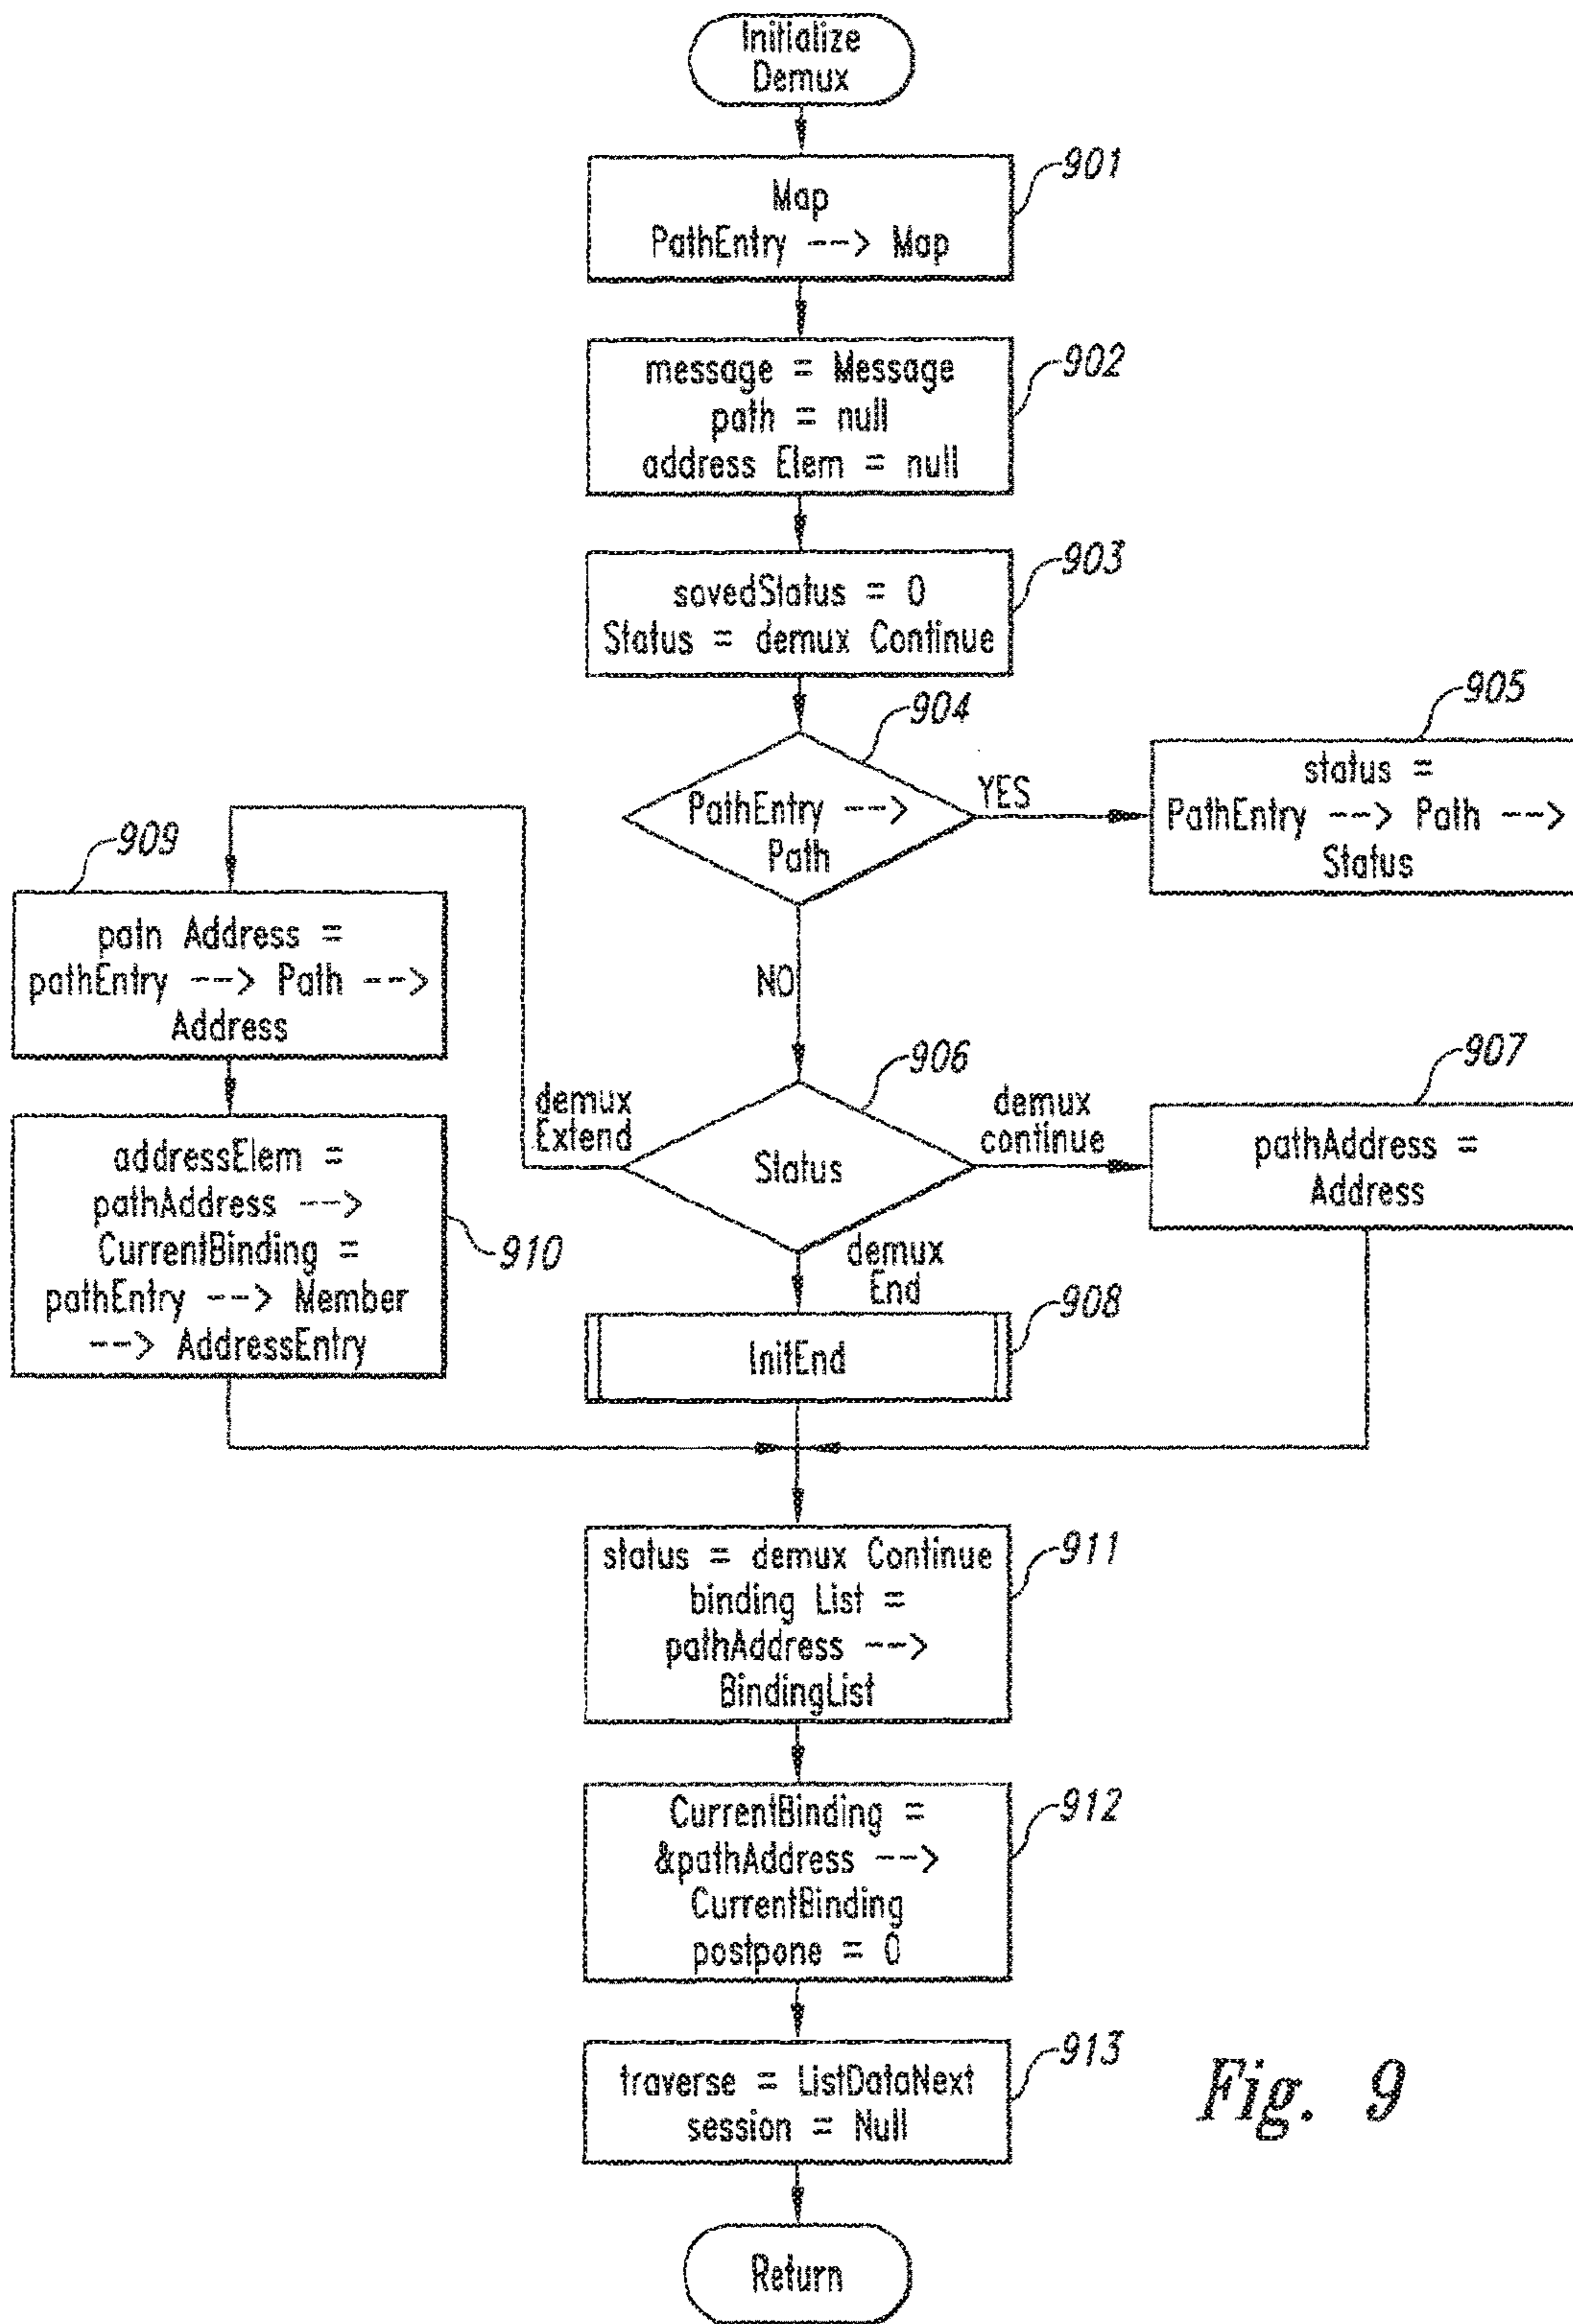 Initialize
Demux
901
Map
PathEntry --> Map
902
message = Message
path = null
address Elem = null
903
savedStatus = 0
Status = demux Continue
904
PathEntry -->
Path
YES
NO
905
status =
PathEntry --> Path -->
Status
906
Status
demux
Extend
demux
continue
demux
End
907
pathAddress =
Address
908
InitEnd
909
patn Address =
pathEntry --> Path -->
Address
910
addressElem =
pathAddress -->
CurrentBinding =
pathEntry --> Member
--> AddressEntry
911
status = demux Continue
binding List =
pathAddress -->
BindingList
912
CurrentBinding =
&pathAddress -->
CurrentBinding
postpone = 0
913
traverse = ListDataNext
session = Null
Return
Fig. 9